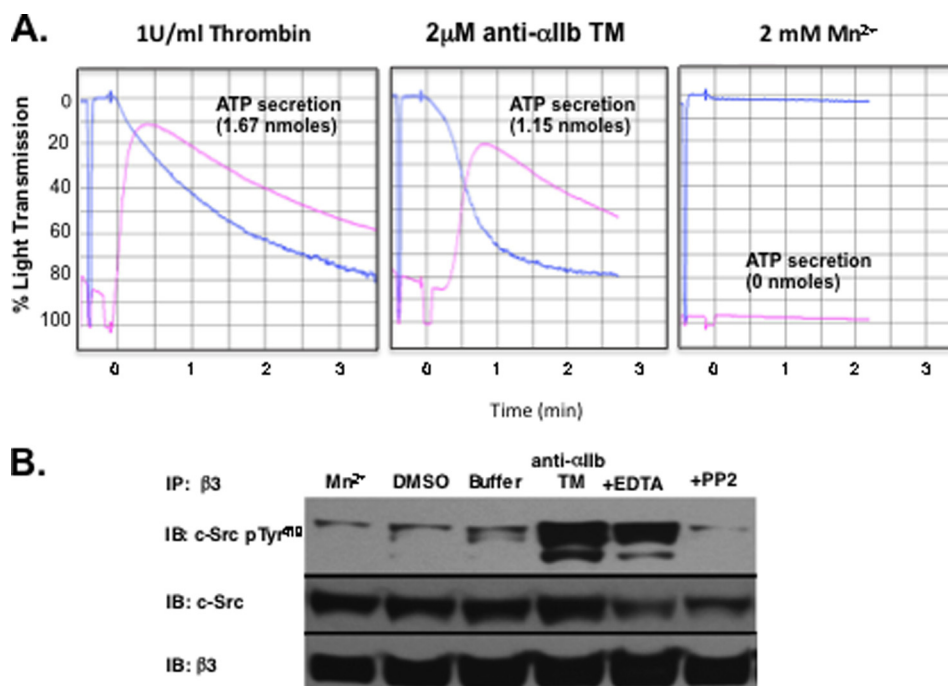 A.
1U/ml Thrombin
2μM anti-αIIb TM
2 mM Mn²⁺
% Light Transmission
0
20
40
60
80
100
ATP secretion
(1.67 nmoles)
ATP secretion
(1.15 nmoles)
ATP secretion
(0 nmoles)
0 1 2 3
0 1 2 3
0 1 2 3
Time (min)
B.
IP: β3
Mn²⁺
DMSO
Buffer
anti-αIIb
TM
+EDTA
+PP2
IB: c-Src pTyr⁴¹⁹
IB: c-Src
IB: β3